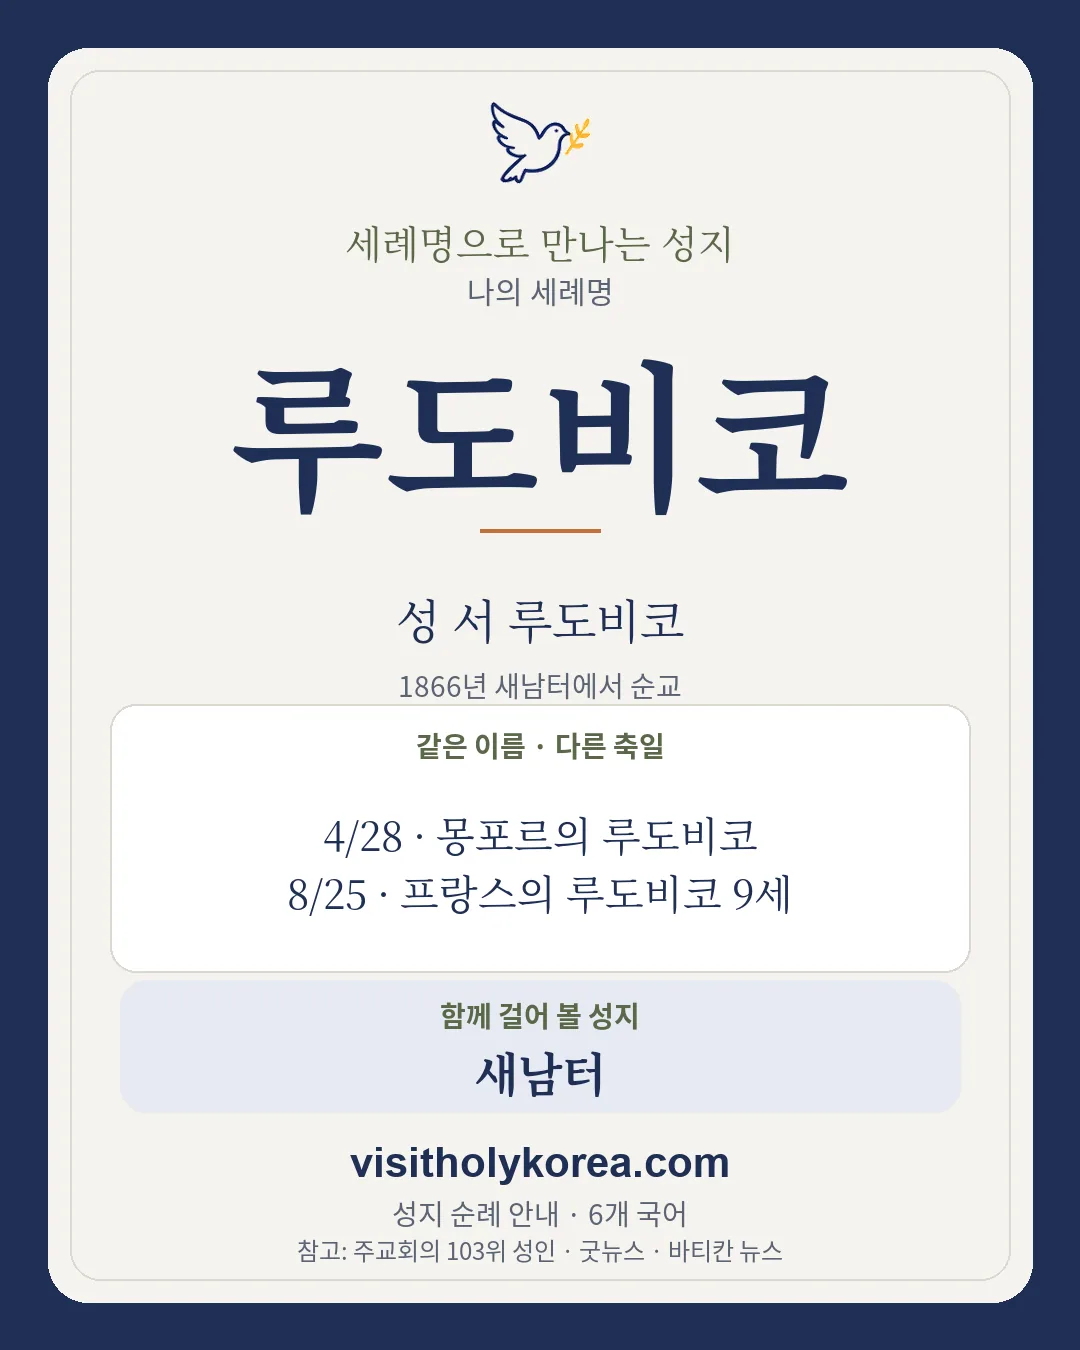 세례명으로 만나는 성지
나의 세례명
루도비코
성 서 루도비코
1866년 새남터에서 순교
같은 이름 · 다른 축일
4/28 · 몽포르의 루도비코
8/25 · 프랑스의 루도비코 9세
함께 걸어 볼 성지
새남터
visitholykorea.com
성지 순례 안내 · 6개 국어
참고: 주교회의 103위 성인 · 굿뉴스 · 바티칸 뉴스